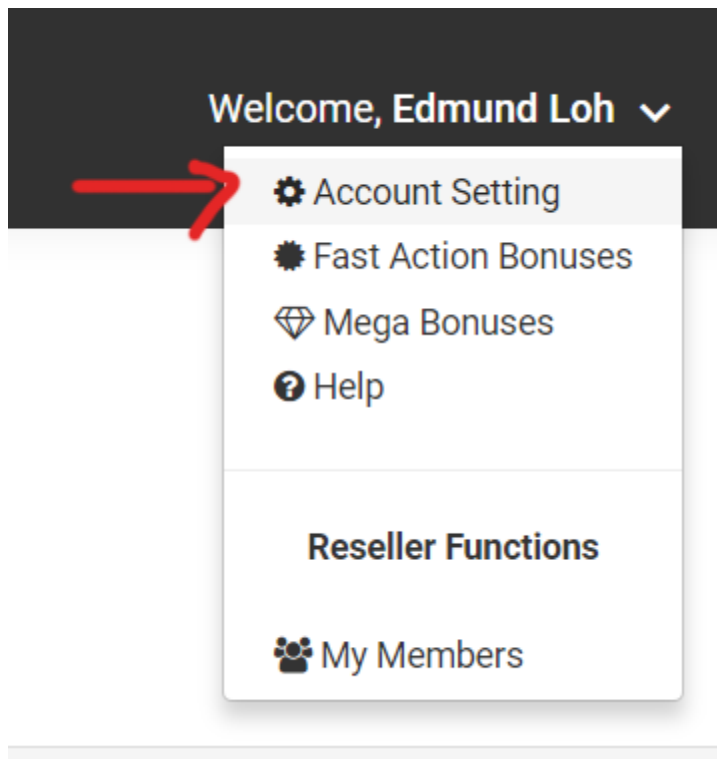 Welcome, Edmund Loh
Account Setting
Fast Action Bonuses
Mega Bonuses
Help
Reseller Functions
My Members